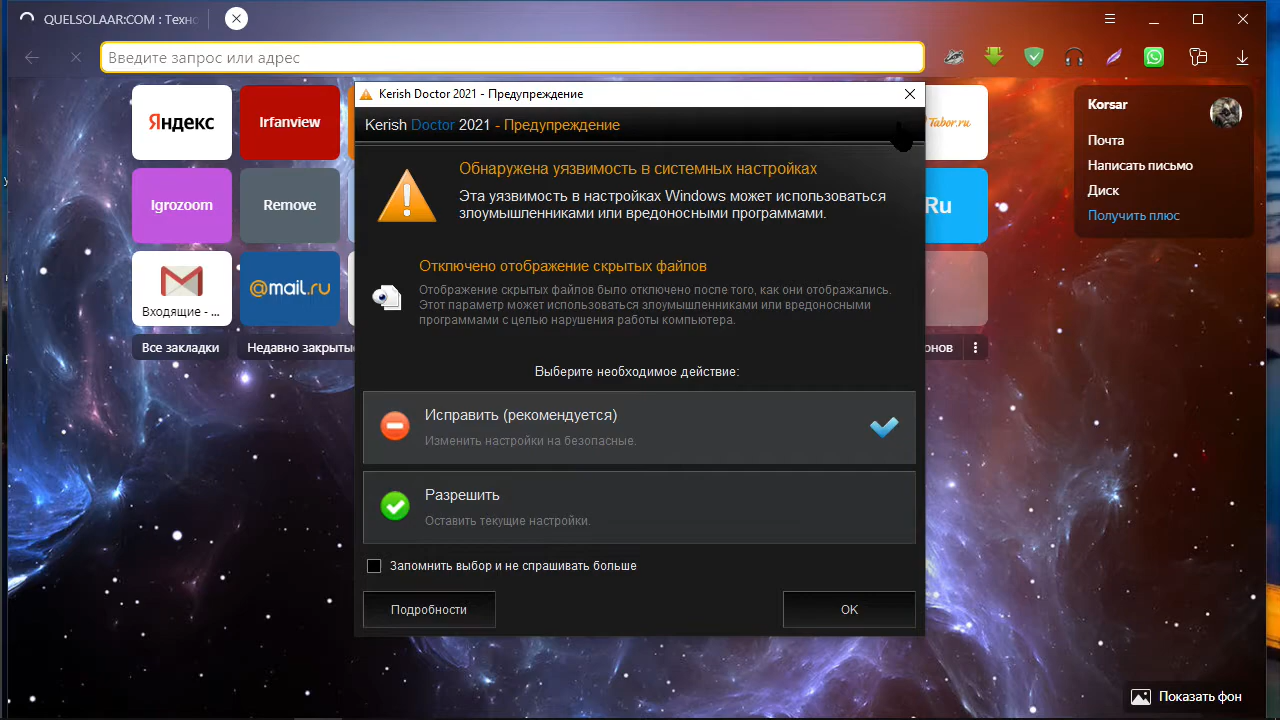 QUELSOLAAR:COM : Техно
Введите запрос или адрес
Яндекс
Irfanview
Tabor.ru
Korsar
Почта
Написать письмо
Диск
Получить плюс
Igrozoom
Remove
Ru
Входящие - ...
@mail.ru
Все закладки
Недавно закрытые
онов
Kerish Doctor 2021 - Предупреждение
Kerish Doctor 2021 - Предупреждение
Обнаружена уязвимость в системных настройках
Эта уязвимость в настройках Windows может использоваться
злоумышленниками или вредоносными программами.
Отключено отображение скрытых файлов
Отображение скрытых файлов было отключено после того, как они отображались.
Этот параметр может использоваться злоумышленниками или вредоносными
программами с целью нарушения работы компьютера.
Выберите необходимое действие:
Исправить (рекомендуется)
Изменить настройки на безопасные.
Разрешить
Оставить текущие настройки.
Запомнить выбор и не спрашивать больше
Подробности
OK
Показать фон